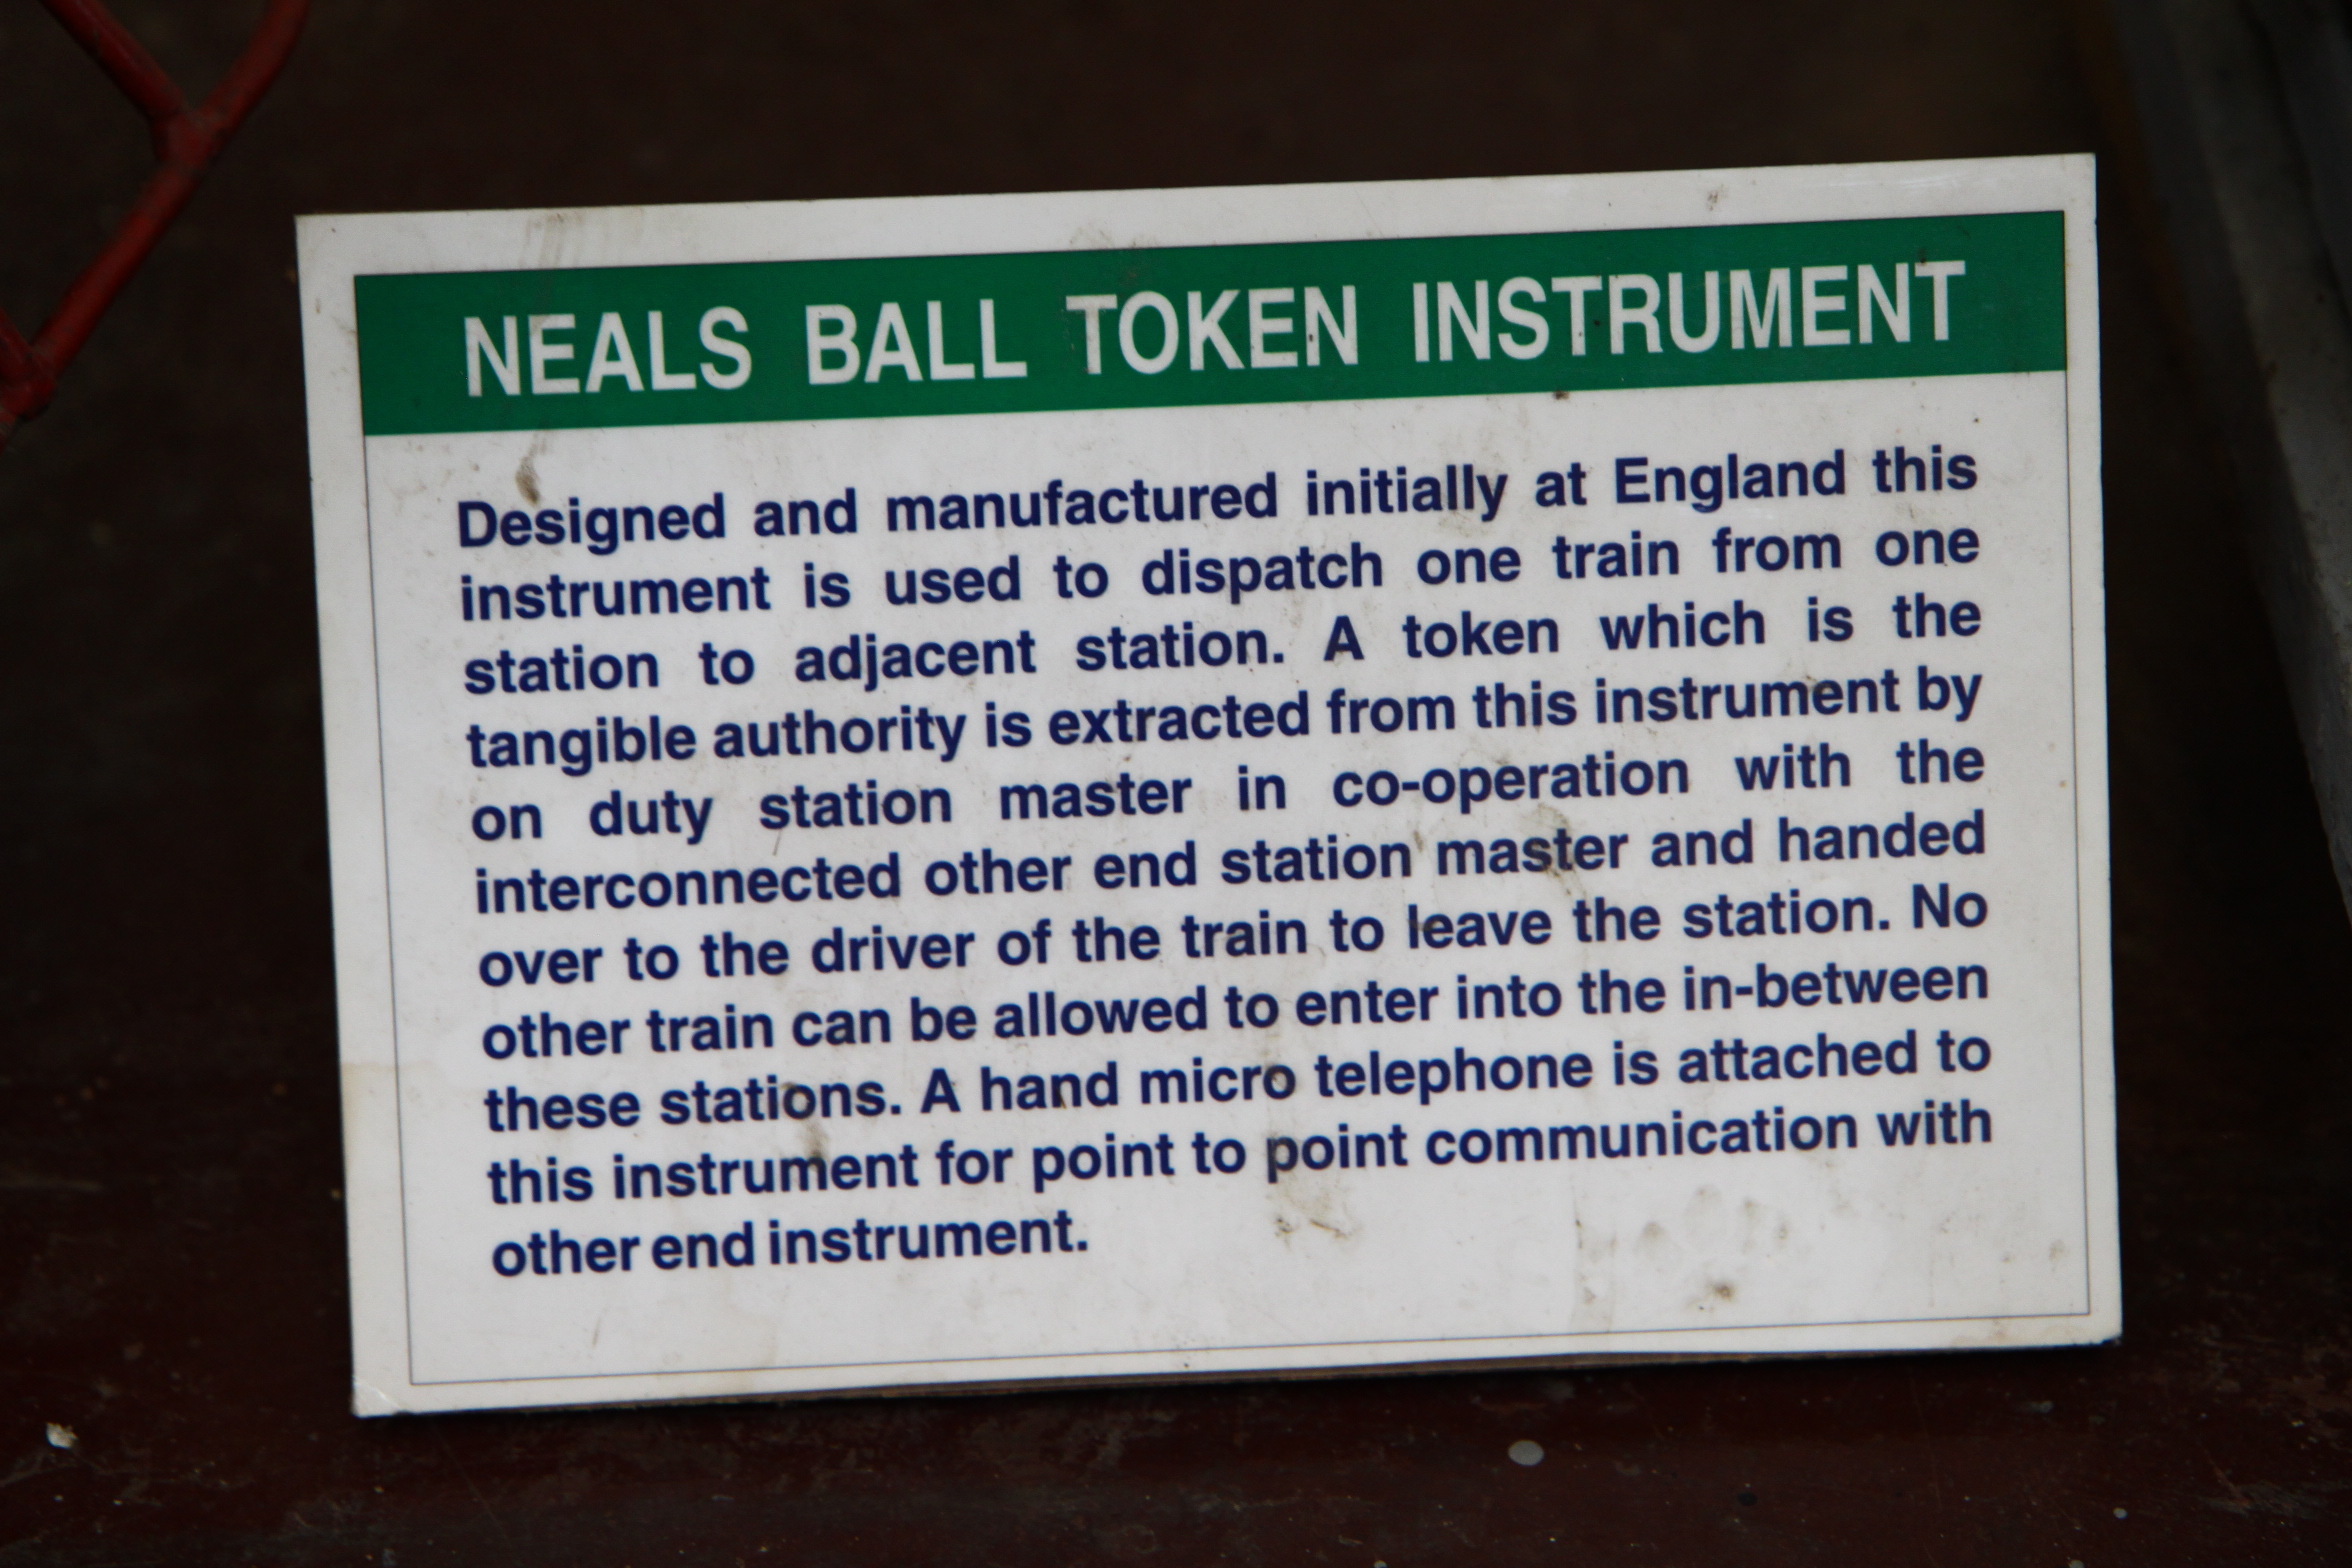 NEALS BALL TOKEN INSTRUMENT
Designed and manufactured initially at England this
instrument is used to dispatch one train from one
station to adjacent station. A token which is the
tangible authority is extracted from this instrument by
on duty station master in co-operation with the
interconnected other end station master and handed
over to the driver of the train to leave the station. No
other train can be allowed to enter into the in-between
these stations. A hand micro telephone is attached to
this instrument for point to point communication with
other end instrument.